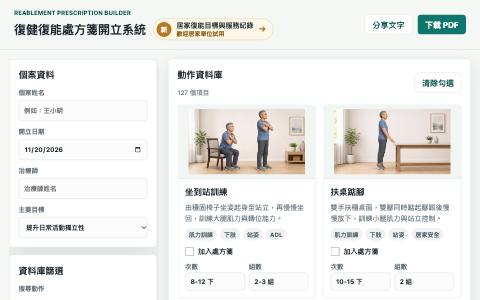 REABLEMENT PRESCRIPTION BUILDER
復健復能處方箋開立系統
新
居家復能目標與服務紀錄
歡迎居家單位試用
→
分享文字
下載 PDF
個案資料
個案姓名
例如：王小明
開立日期
11/20/2026
治療師
治療師姓名
主要目標
提升日常活動獨立性
資料庫篩選
搜尋動作
動作資料庫
127 個項目
清除勾選
坐到站訓練
由穩固椅子坐姿起身至站立，再慢慢坐
回，訓練大腿肌力與轉位能力。
肌力訓練
下肢
站姿
ADL
加入處方箋
次數
組數
8-12 下
2-3 組
扶桌踮腳
雙手扶穩桌面，雙腳同時踮起腳跟後慢
慢放下，訓練小腿肌力與站立控制。
肌力訓練
下肢
站姿
居家安全
加入處方箋
次數
組數
10-15 下
2 組